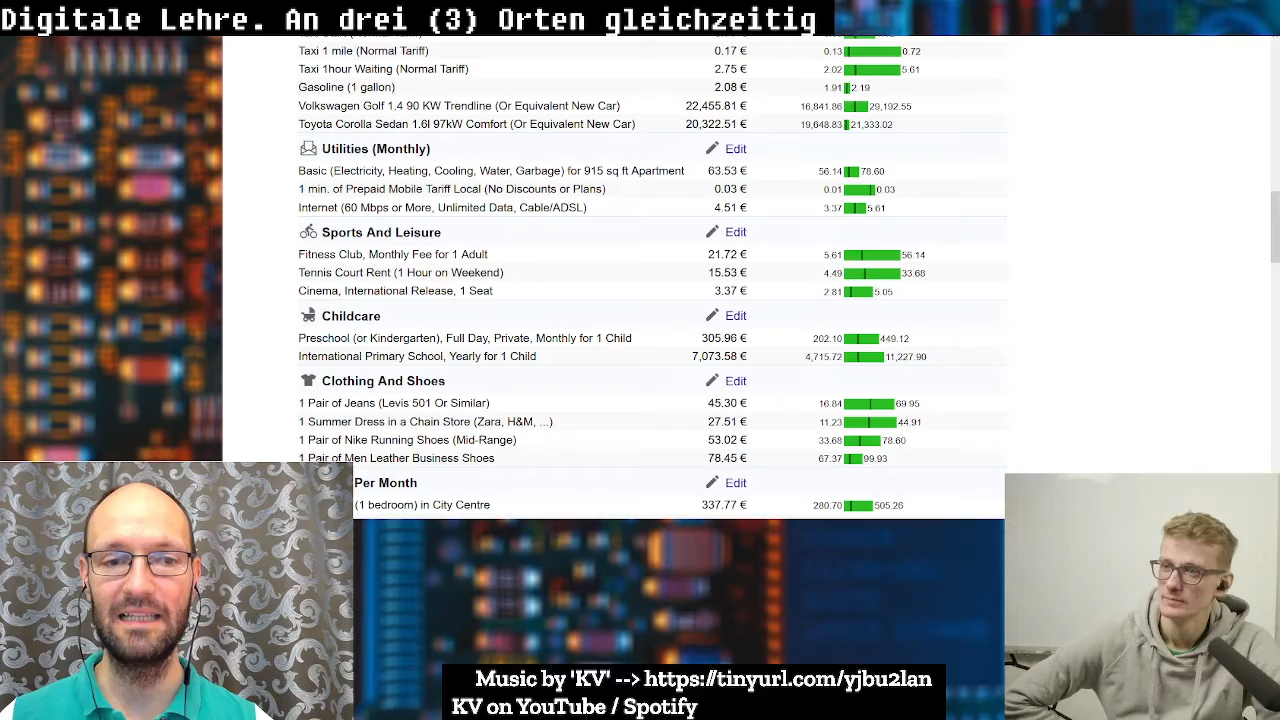 Digitale Lehre. An drei (3) Orten gleichzeitig
Taxi 1 mile (Normal Tariff) 0.17 € 0.13 0.72
Taxi 1hour Waiting (Normal Tariff) 2.75 € 2.02 5.61
Gasoline (1 gallon) 2.08 € 1.91 2.19
Volkswagen Golf 1.4 90 KW Trendline (Or Equivalent New Car) 22,455.81 € 16,841.86 29,192.55
Toyota Corolla Sedan 1.6l 97kW Comfort (Or Equivalent New Car) 20,322.51 € 19,648.83 21,333.02
Utilities (Monthly) Edit
Basic (Electricity, Heating, Cooling, Water, Garbage) for 915 sq ft Apartment 63.53 € 56.14 78.60
1 min. of Prepaid Mobile Tariff Local (No Discounts or Plans) 0.03 € 0.01 0.03
Internet (60 Mbps or More, Unlimited Data, Cable/ADSL) 4.51 € 3.37 5.61
Sports And Leisure Edit
Fitness Club, Monthly Fee for 1 Adult 21.72 € 5.61 56.14
Tennis Court Rent (1 Hour on Weekend) 15.53 € 4.49 33.68
Cinema, International Release, 1 Seat 3.37 € 2.81 5.05
Childcare Edit
Preschool (or Kindergarten), Full Day, Private, Monthly for 1 Child 305.96 € 202.10 449.12
International Primary School, Yearly for 1 Child 7,073.58 € 4,715.72 11,227.90
Clothing And Shoes Edit
1 Pair of Jeans (Levis 501 Or Similar) 45.30 € 16.84 69.95
1 Summer Dress in a Chain Store (Zara, H&M, ...) 27.51 € 11.23 44.91
1 Pair of Nike Running Shoes (Mid-Range) 53.02 € 33.68 78.60
1 Pair of Men Leather Business Shoes 78.45 € 67.37 99.93
Per Month Edit
(1 bedroom) in City Centre 337.77 € 280.70 505.26
Music by 'KV' --> https://tinyurl.com/yjbu2lan
KV on YouTube / Spotify